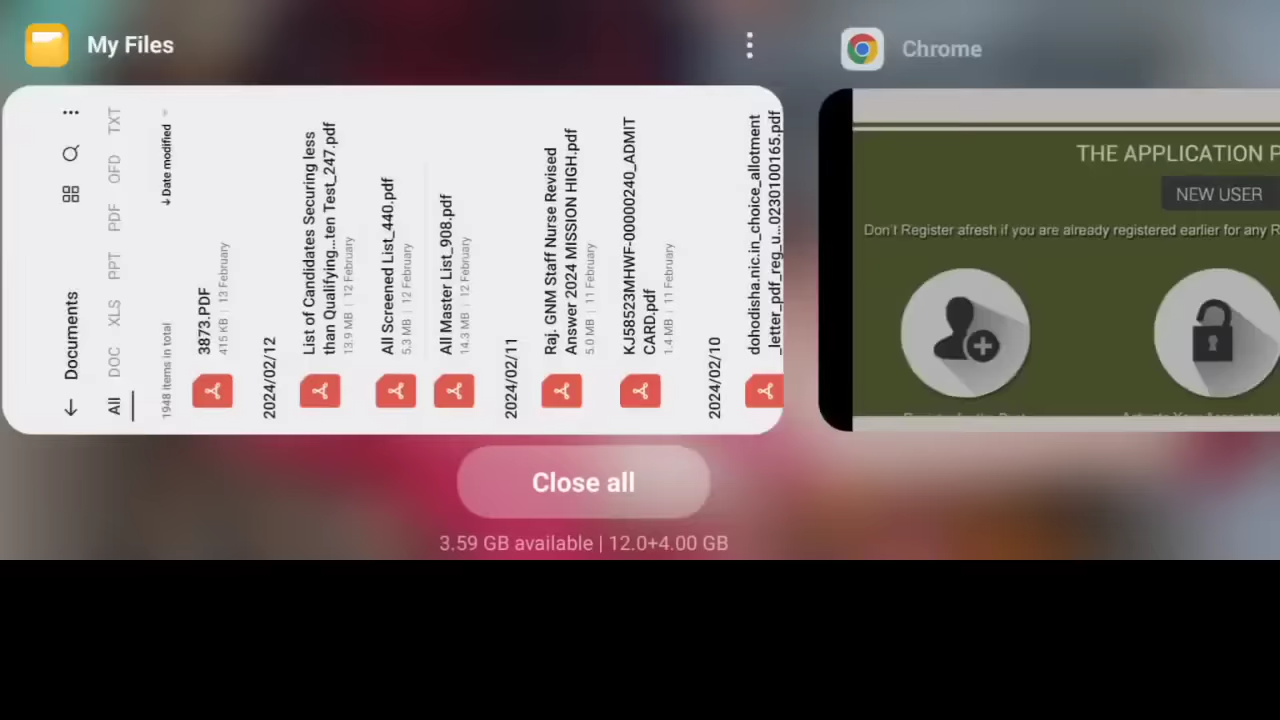 My Files
Chrome
← Documents
All DOC XLS PPT PDF OFD TXT
1948 items in total
↓Date modified
3873.PDF
415 KB | 13 February
2024/02/12
List of Candidates Securing less
than Qualifying...ten Test_247.pdf
13.9 MB | 12 February
All Screened List_440.pdf
5.3 MB | 12 February
All Master List_908.pdf
14.3 MB | 12 February
2024/02/11
Raj. GNM Staff Nurse Revised
Answer 2024 MISSION HIGH.pdf
5.0 MB | 11 February
KJ58523MHWF-00000240_ADMIT
CARD.pdf
1.4 MB | 11 February
2024/02/10
dohodisha.nic.in_choice_allotment
_letter_pdf_reg_u...0230100165.pdf
THE APPLICATION P
NEW USER
Don't Register afresh if you are already registered earlier for any R
Close all
3.59 GB available | 12.0+4.00 GB